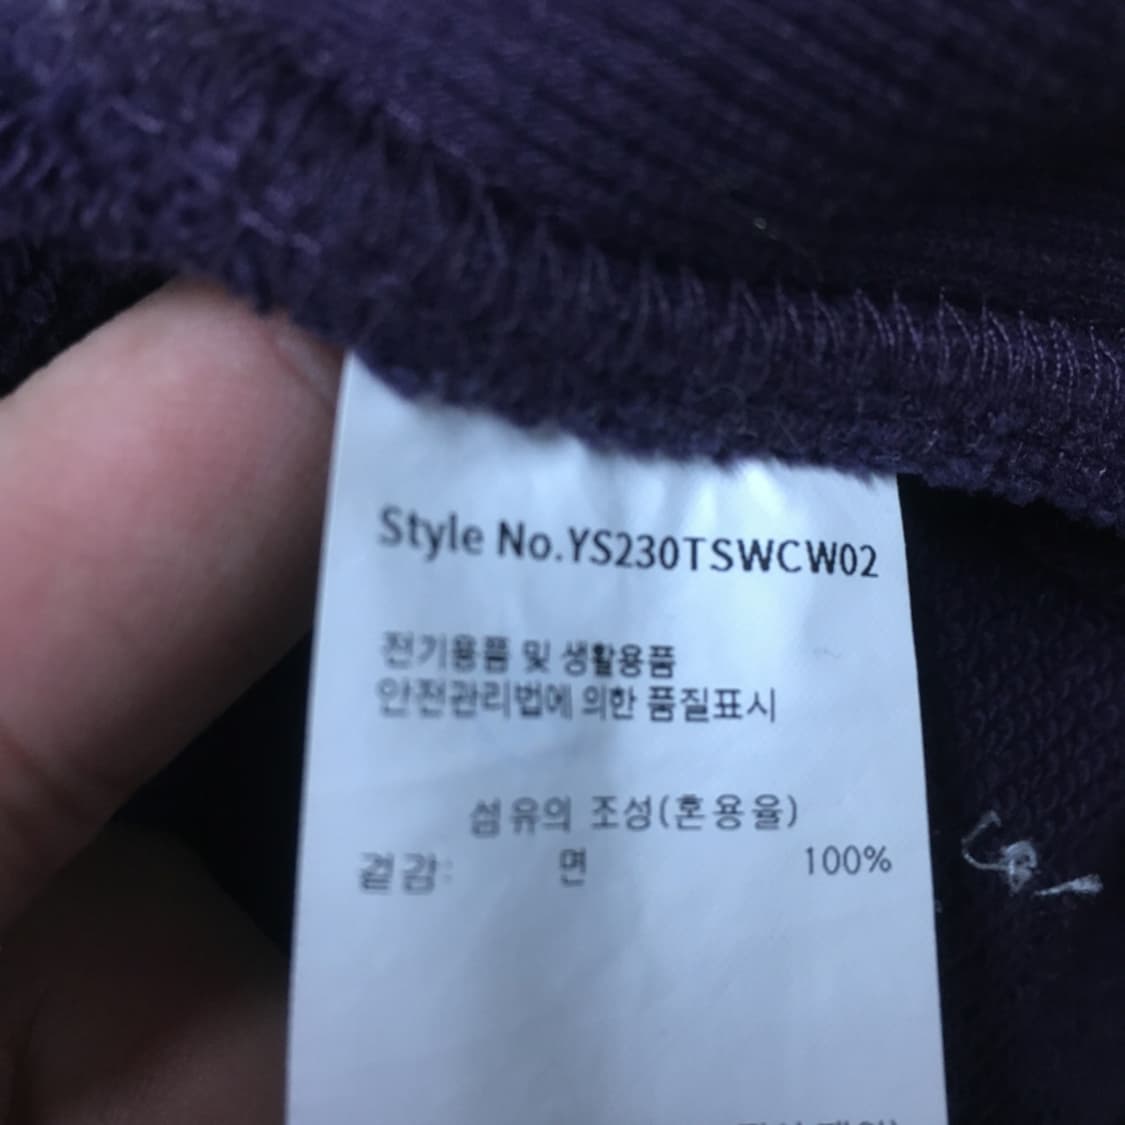 Style No.YS230TSWCW02
전기용품 및 생활용품
안전관리법에 의한 품질표시
섬유의 조성(혼용율)
겉감: 면 100%